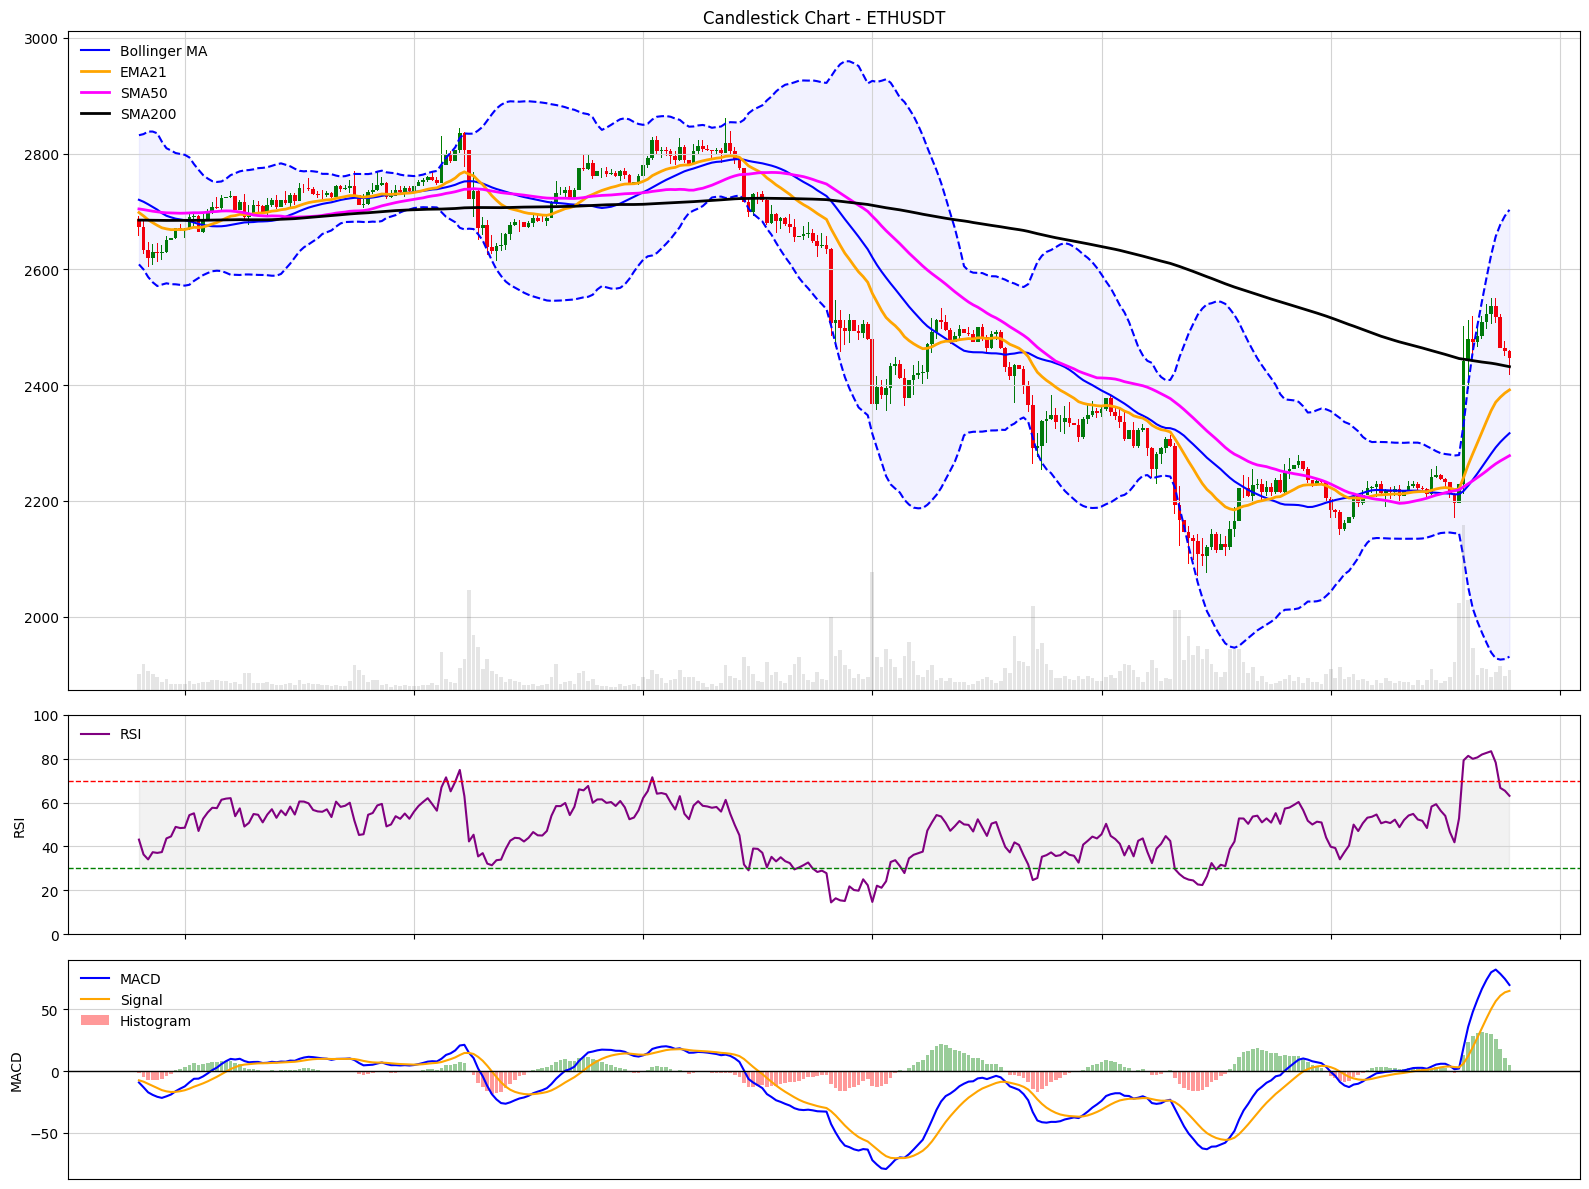 Candlestick Chart - ETHUSDT
3000
2800
2600
2400
2200
2000
Bollinger MA
EMA21
SMA50
SMA200
100
80
60
40
20
0
RSI
RSI
50
0
−50
MACD
MACD
Signal
Histogram